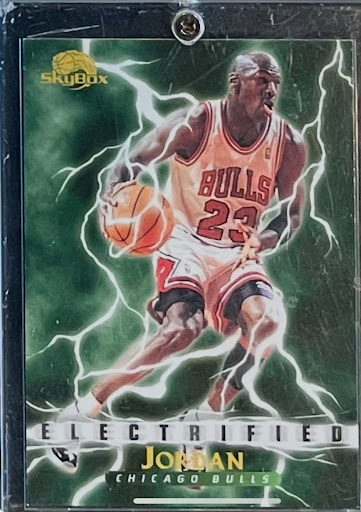 SKYBOX
BULLS
23
ELECTRIFIED
JORDAN
CHICAGO BULLS